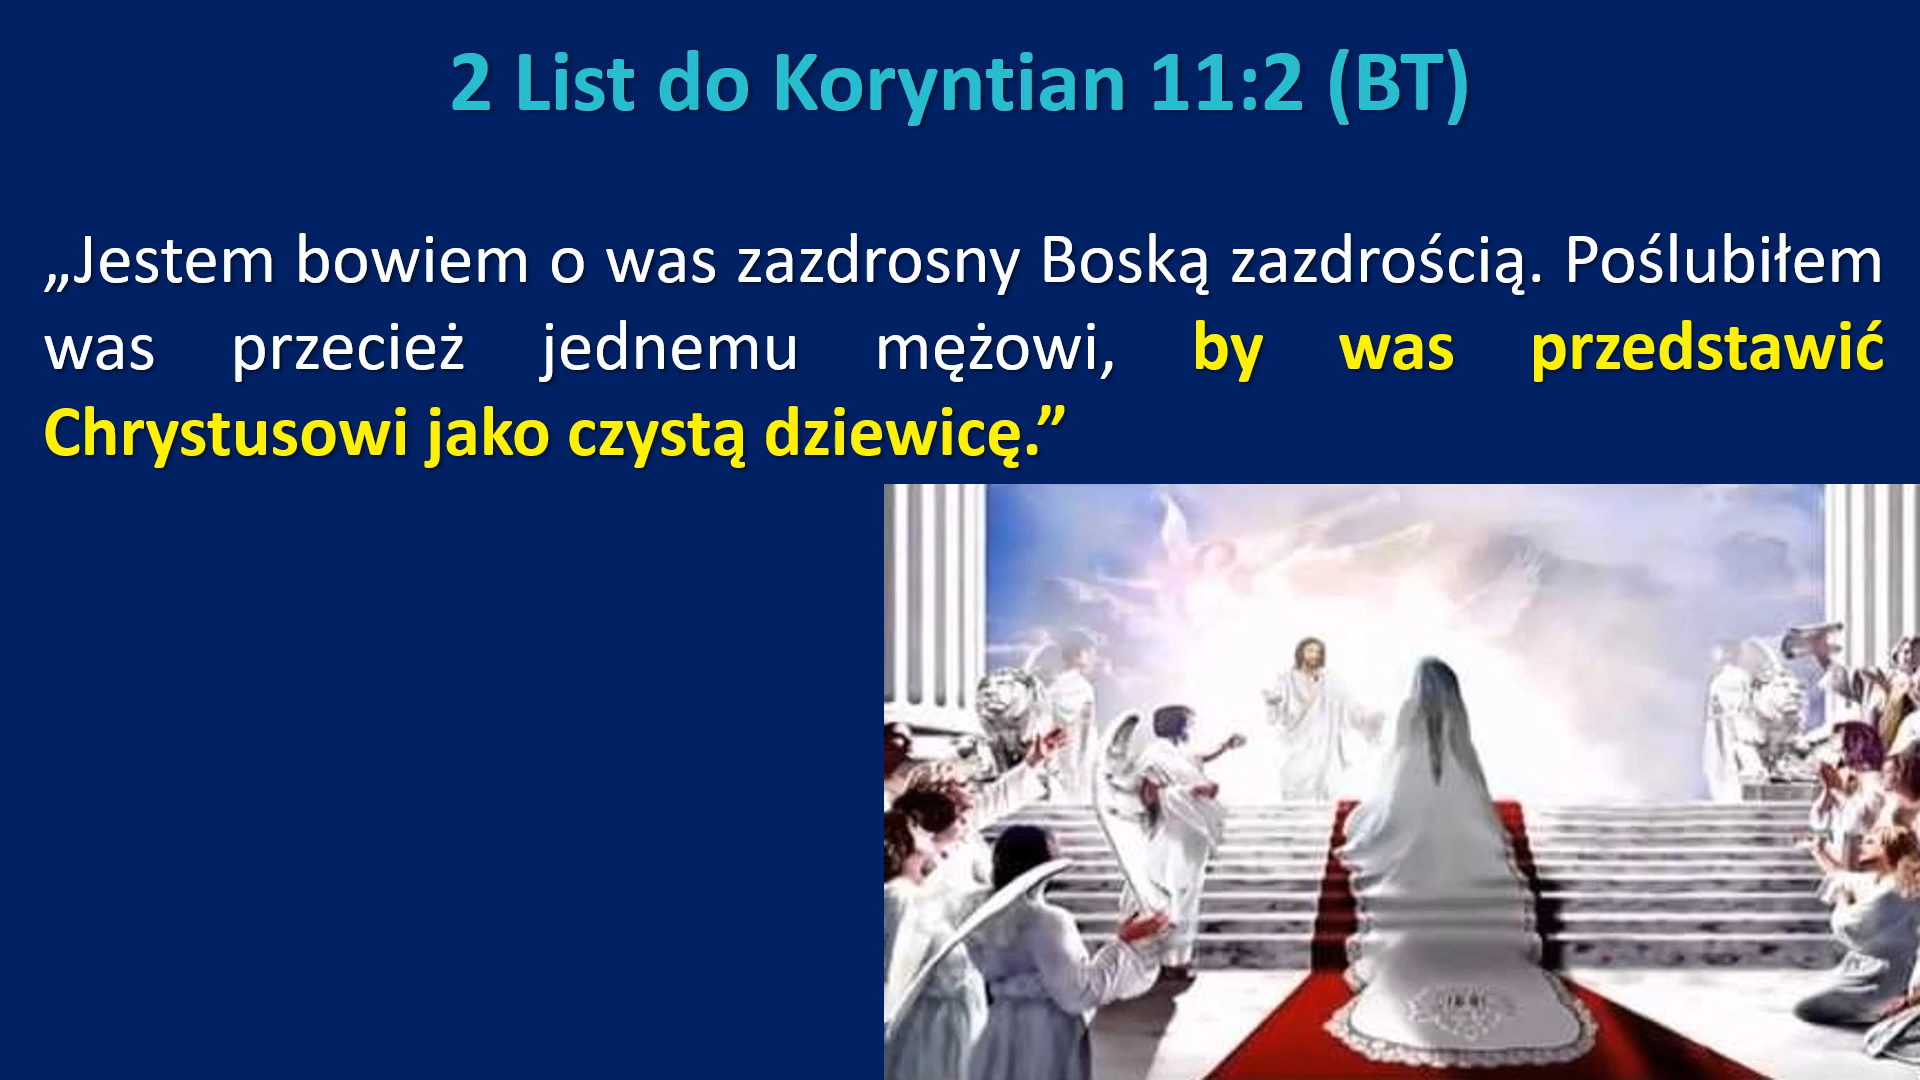 2 List do Koryntian 11:2 (BT)
„Jestem bowiem o was zazdrosny Boską zazdrością. Poślubiłem
was przecież jednemu mężowi, by was przedstawić
Chrystusowi jako czystą dziewicę.”